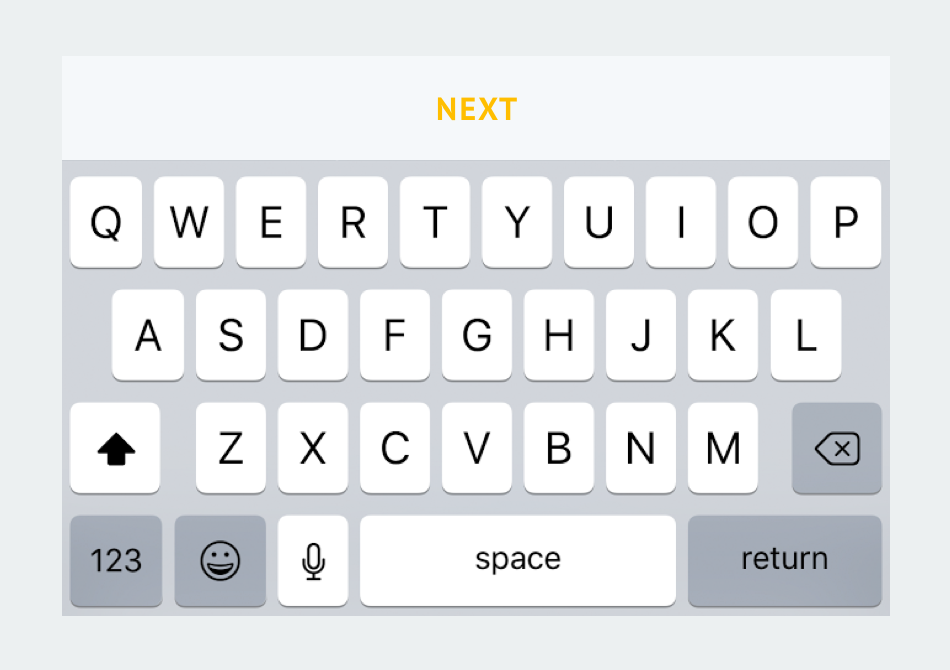 NEXT
Q W E R T Y U I O P
A S D F G H J K L
Z X C V B N M
123 space return